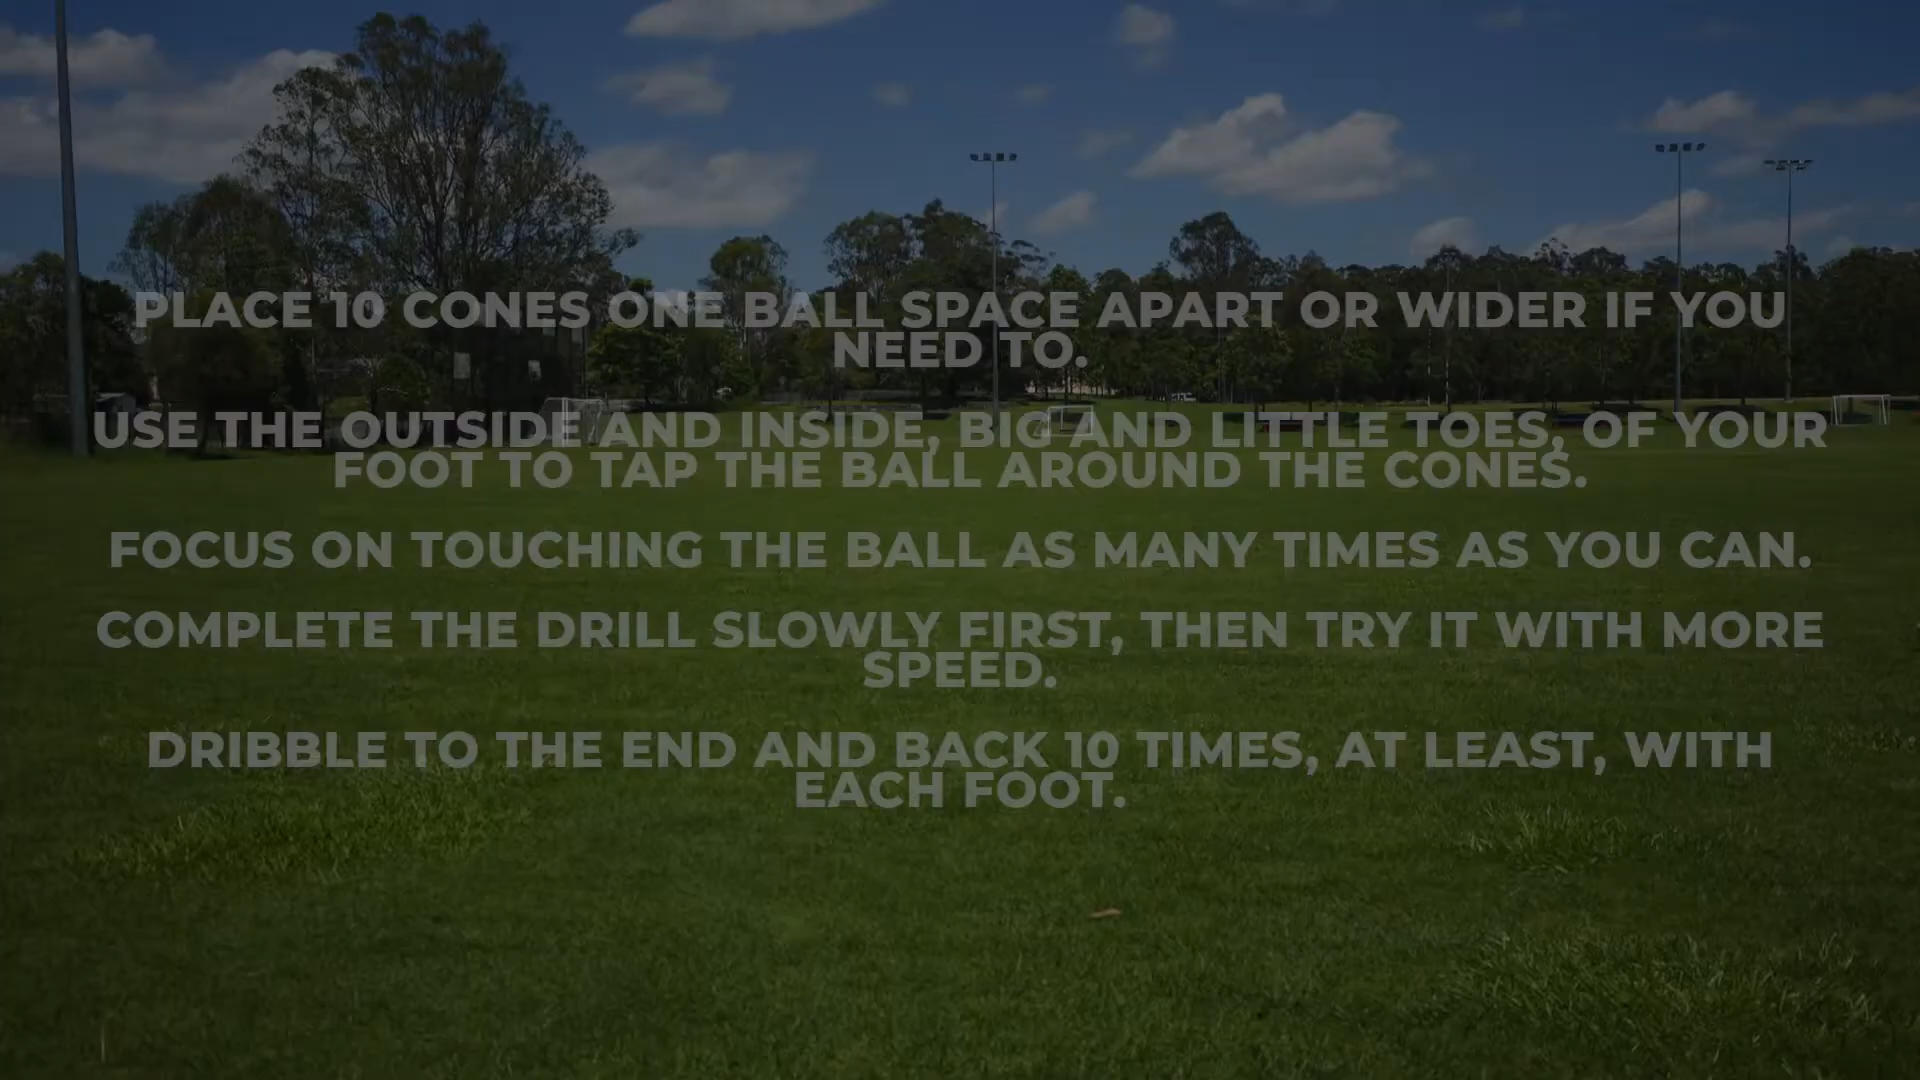 PLACE 10 CONES ONE BALL SPACE APART OR WIDER IF YOU
NEED TO.
USE THE OUTSIDE AND INSIDE, BIG AND LITTLE TOES, OF YOUR
FOOT TO TAP THE BALL AROUND THE CONES.
FOCUS ON TOUCHING THE BALL AS MANY TIMES AS YOU CAN.
COMPLETE THE DRILL SLOWLY FIRST, THEN TRY IT WITH MORE
SPEED.
DRIBBLE TO THE END AND BACK 10 TIMES, AT LEAST, WITH
EACH FOOT.